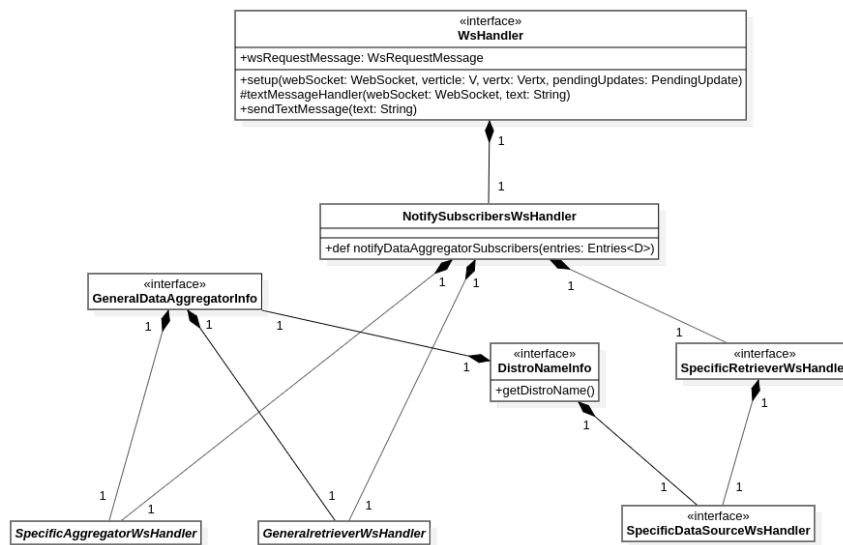 «interface»
WsHandler
+wsRequestMessage: WsRequestMessage
+setup(webSocket: WebSocket, verticle: V, vertx: Vertx, pendingUpdates: PendingUpdate)
#textMessageHandler(webSocket: WebSocket, text: String)
+sendTextMessage(text: String)
1
1
NotifySubscribersWsHandler
+def notifyDataAggregatorSubscribers(entries: Entries<D>)
«interface»
GeneralDataAggregatorInfo
1
1
1
1
1
1
1
1
«interface»
DistroNameInfo
+getDistroName()
«interface»
SpecificRetrieverWsHandler
1
1
1
1
1
1
1
1
SpecificAggregatorWsHandler
GeneralretrieverWsHandler
«interface»
SpecificDataSourceWsHandler